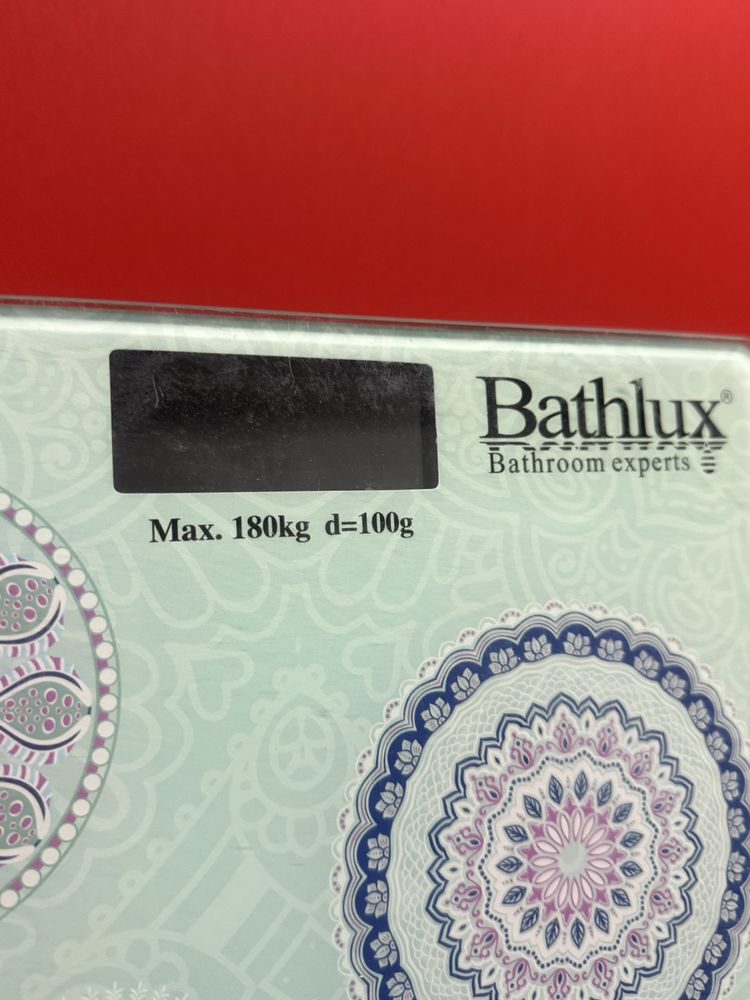 Bathlux®
Bathroom experts
Max. 180kg d=100g